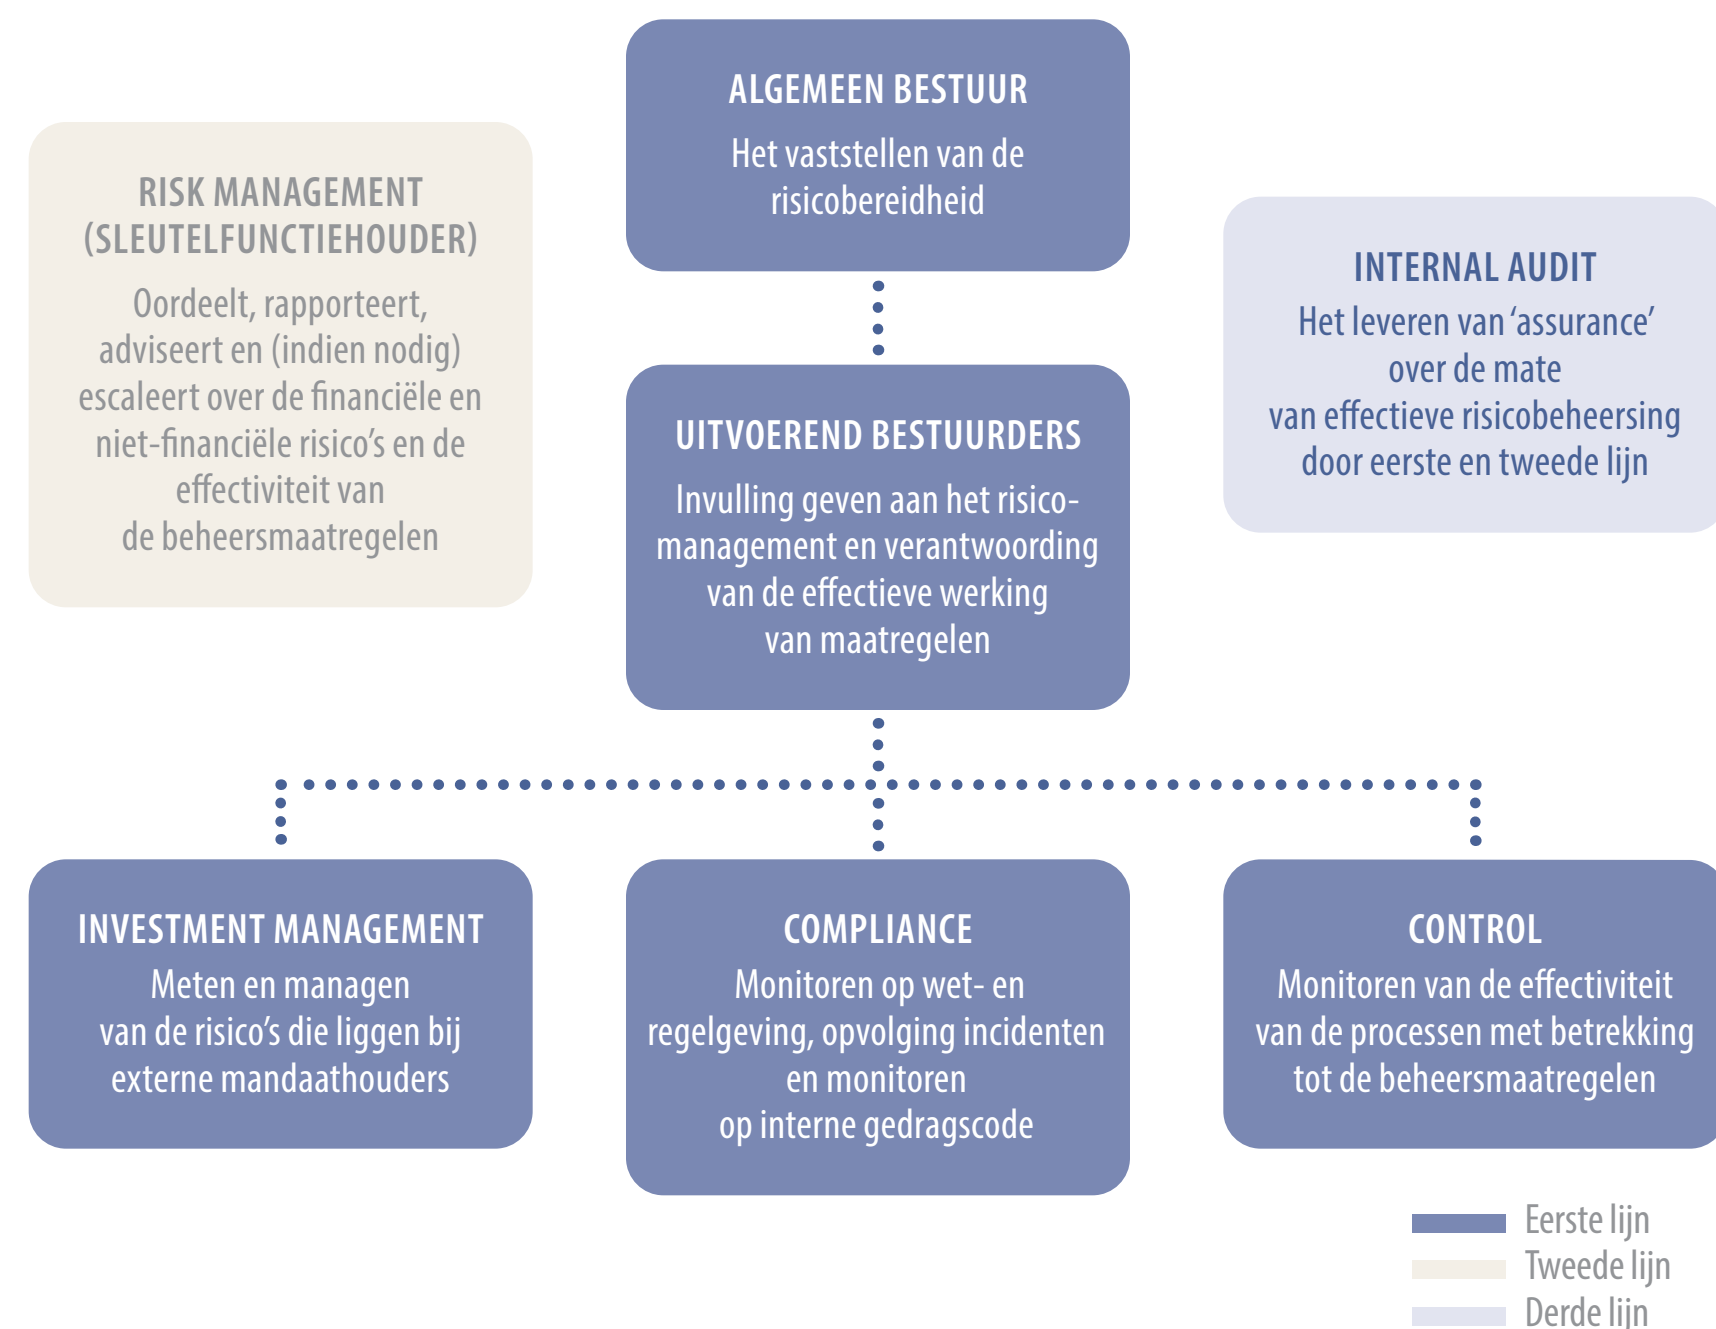 ALGEMEEN BESTUUR
Het vaststellen van de
risicobereidheid
RISK MANAGEMENT
(SLEUTELFUNCTIEHOUDER)
Oordeelt, rapporteert,
adviseert en (indien nodig)
escaleert over de financiële en
niet-financiële risico’s en de
effectiviteit van
de beheersmaatregelen
INTERNAL AUDIT
Het leveren van ‘assurance’
over de mate
van effectieve risicobeheersing
door eerste en tweede lijn
UITVOEREND BESTUURDERS
Invulling geven aan het risico-
management en verantwoording
van de effectieve werking
van maatregelen
INVESTMENT MANAGEMENT
Meten en managen
van de risico’s die liggen bij
externe mandaathouders
COMPLIANCE
Monitoren op wet- en
regelgeving, opvolging incidenten
en monitoren
op interne gedragscode
CONTROL
Monitoren van de effectiviteit
van de processen met betrekking
tot de beheersmaatregelen
Eerste lijn
Tweede lijn
Derde lijn